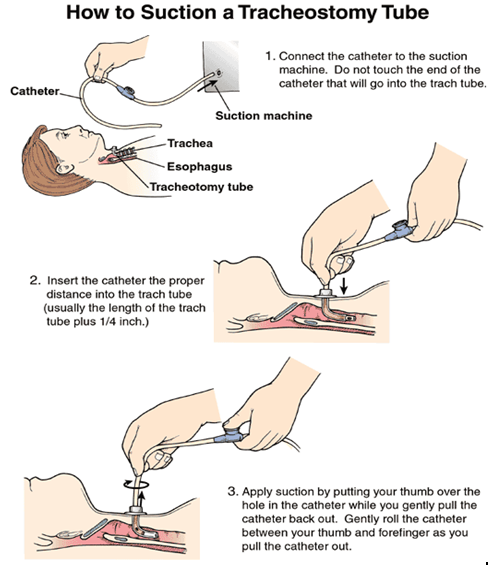 How to Suction a Tracheostomy Tube
1. Connect the catheter to the suction
machine. Do not touch the end of the
catheter that will go into the trach tube.
Catheter
Suction machine
Trachea
Esophagus
Tracheotomy tube
2. Insert the catheter the proper
distance into the trach tube
(usually the length of the trach
tube plus 1/4 inch.)
3. Apply suction by putting your thumb over the
hole in the catheter while you gently pull the
catheter back out. Gently roll the catheter
between your thumb and forefinger as you
pull the catheter out.